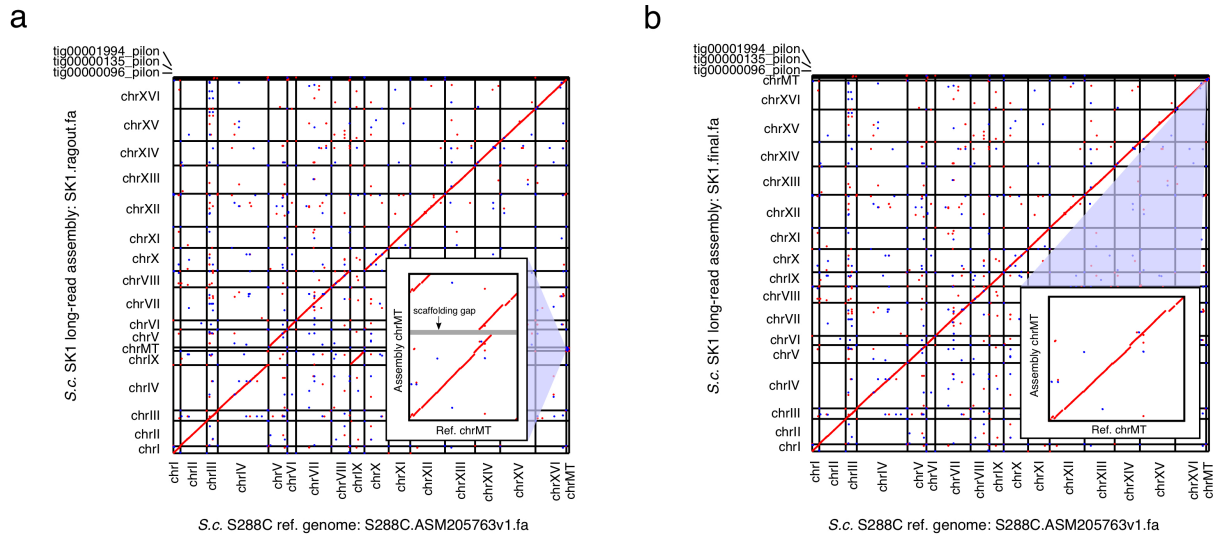 a
tig00001994_pilon
tig00000135_pilon
tig00000096_pilon
chrXVI
chrXV
chrXIV
chrXIII
chrXII
chrXI
chrX
chrVIII
chrVII
chrVI
chrV
chrMT
chrIX
chrIV
chrIII
chrII
chrI
S.c. SK1 long-read assembly: SK1.ragout.fa
scaffolding gap
Assembly chrMT
Ref. chrMT
chrI
chrII
chrIII
chrIV
chrV
chrVI
chrVII
chrVIII
chrIX
chrX
chrXI
chrXII
chrXIII
chrXIV
chrXV
chrXVI
chrMT
S.c. S288C ref. genome: S288C.ASM205763v1.fa
b
tig00001994_pilon
tig00000135_pilon
tig00000096_pilon
chrMT
chrXVI
chrXV
chrXIV
chrXIII
chrXII
chrXI
chrX
chrIX
chrVIII
chrVII
chrVI
chrV
chrIV
chrIII
chrII
chrI
S.c. SK1 long-read assembly: SK1.final.fa
Assembly chrMT
Ref. chrMT
chrI
chrII
chrIII
chrIV
chrV
chrVI
chrVII
chrVIII
chrIX
chrX
chrXI
chrXII
chrXIII
chrXIV
chrXV
chrXVI
chrMT
S.c. S288C ref. genome: S288C.ASM205763v1.fa